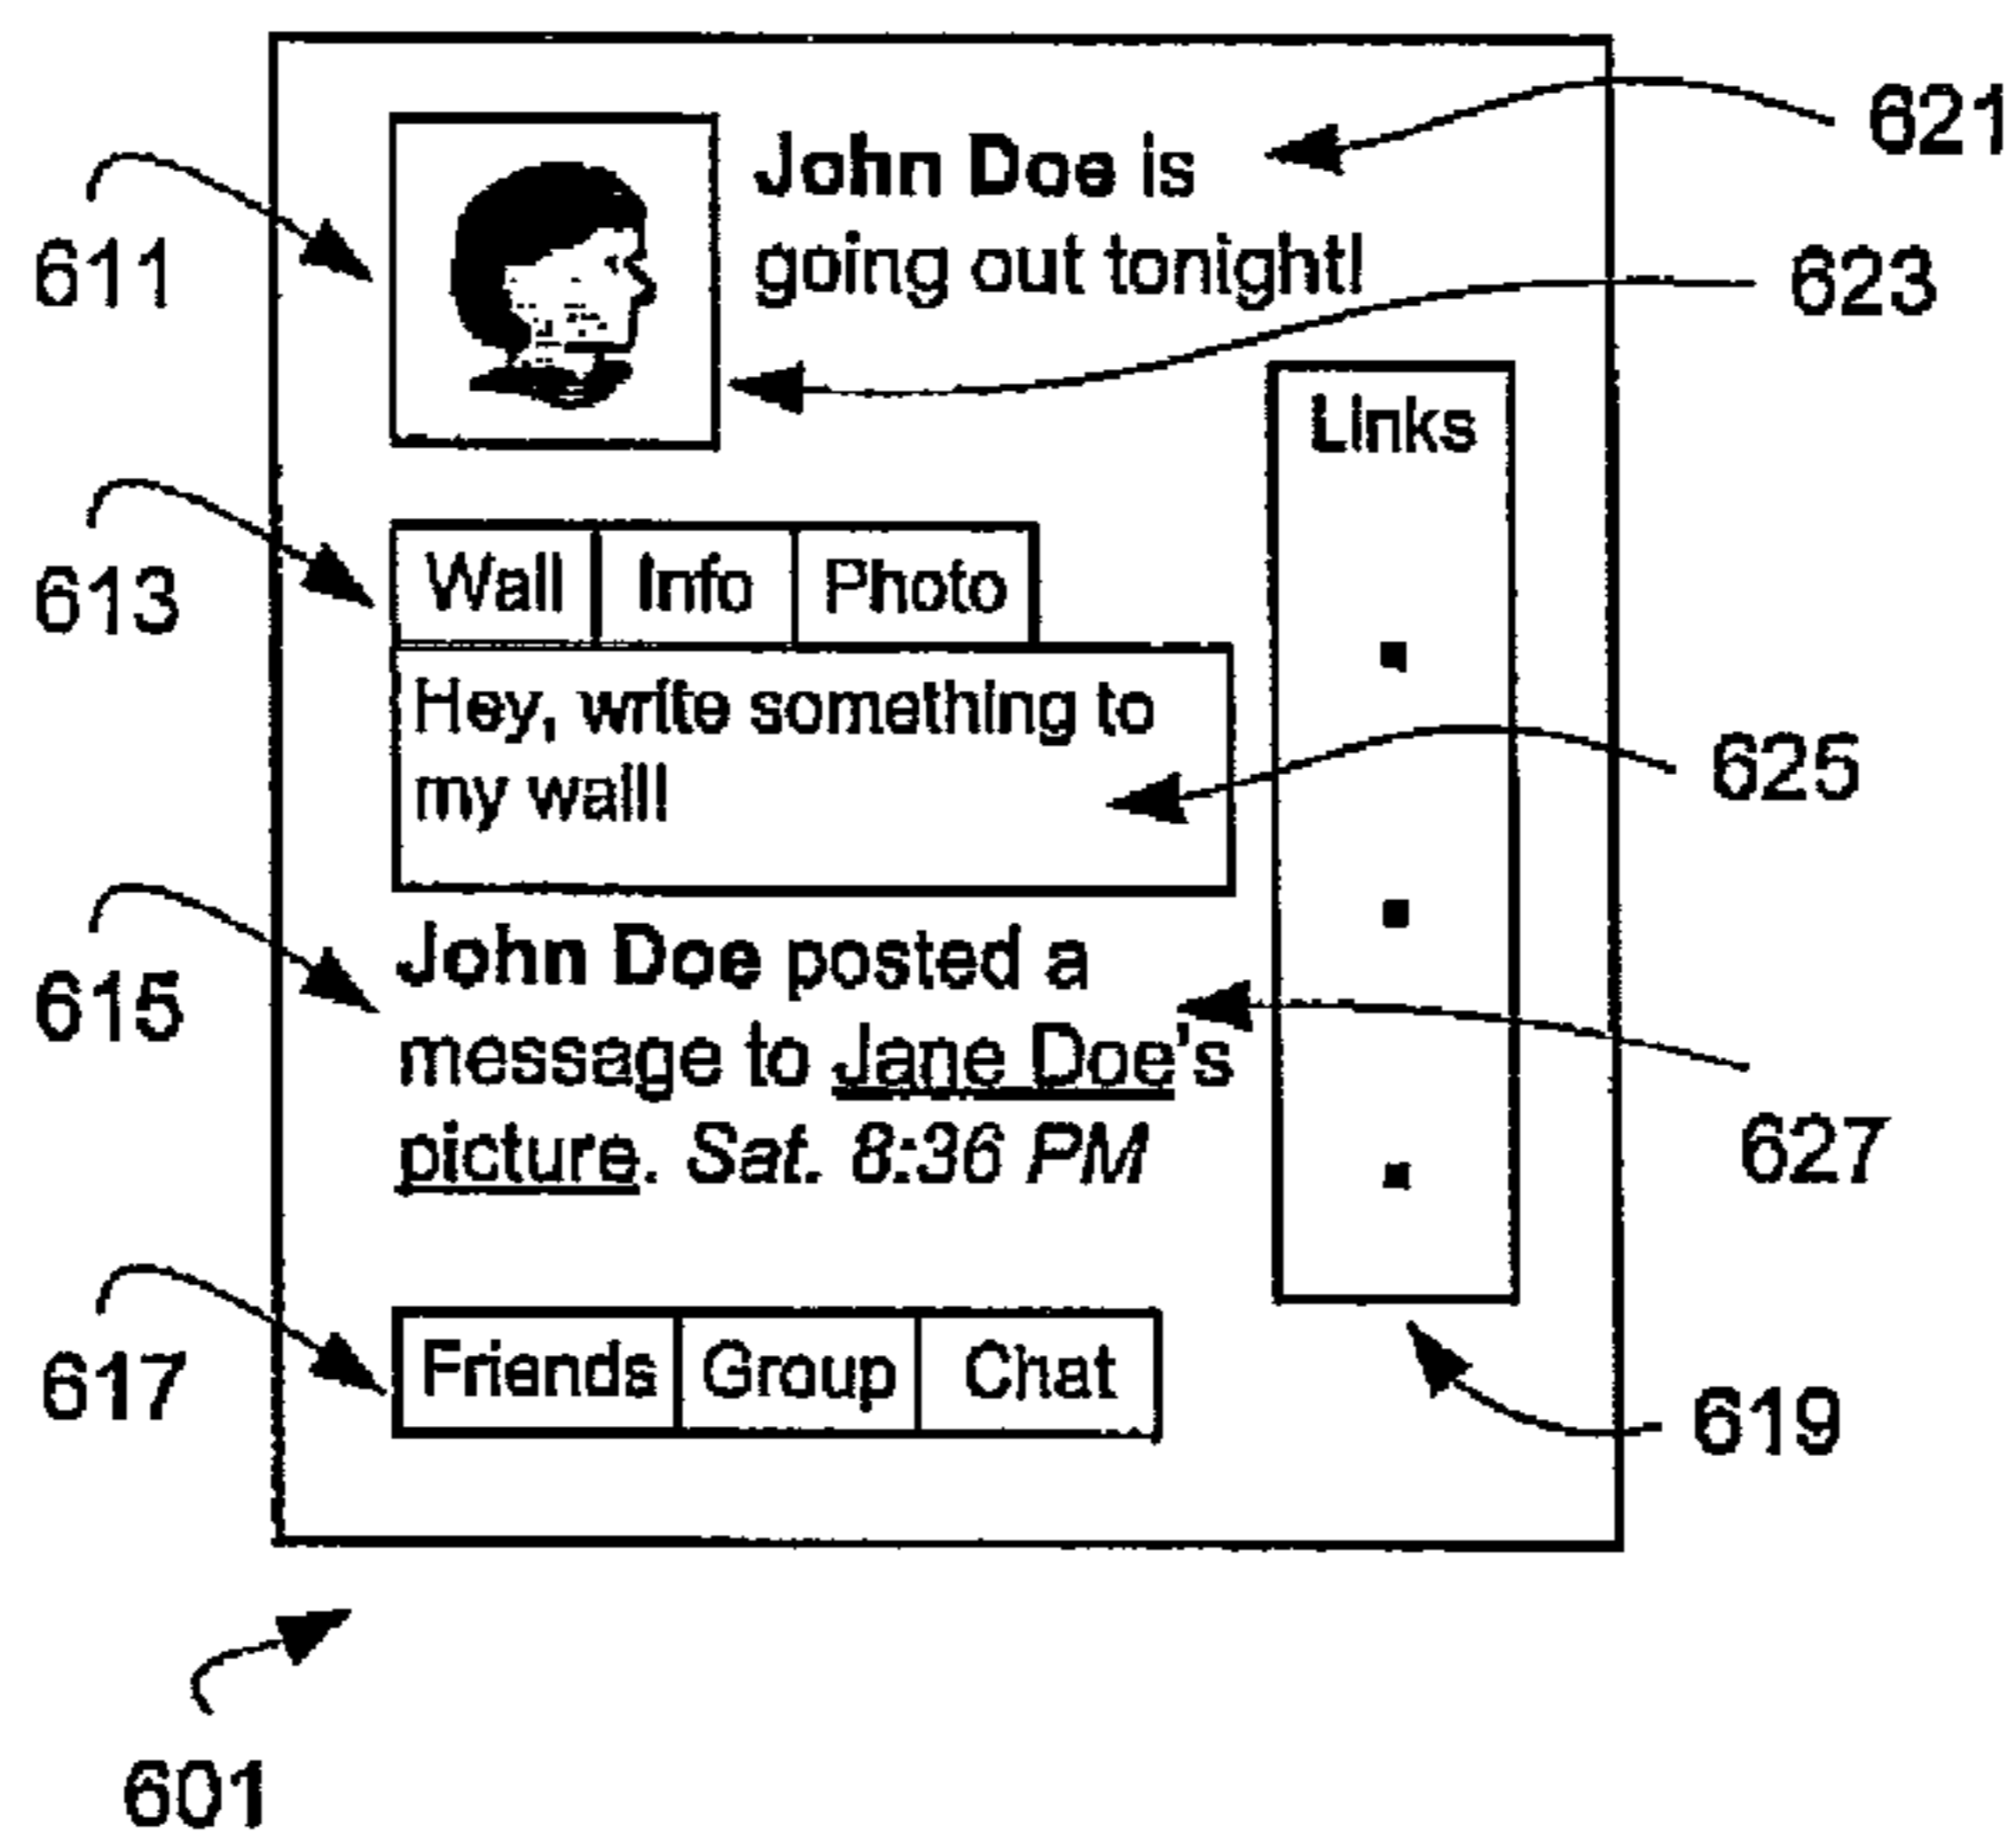 621
John Doe is
going out tonight!
611
623
Links
613
Wall Info Photo
Hey, write something to
my wall!
625
615
John Doe posted a
message to Jane Doe's
picture. Sat. 8:36 PM
627
617
Friends Group Chat
619
601